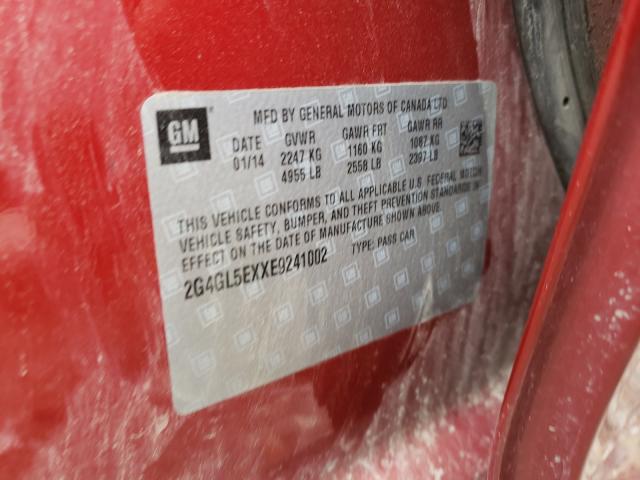 GM
MFD BY GENERAL MOTORS OF CANADA LTD
DATE GVWR GAWR FRT GAWR RR
01/14 2247 KG 1160 KG 1087 KG
4955 LB 2558 LB 2397 LB
THIS VEHICLE CONFORMS TO ALL APPLICABLE U.S. FEDERAL MOTOR
VEHICLE SAFETY, BUMPER, AND THEFT PREVENTION STANDARDS IN
EFFECT ON THE DATE OF MANUFACTURE SHOWN ABOVE.
2G4GL5EXXE9241002 TYPE: PASS CAR